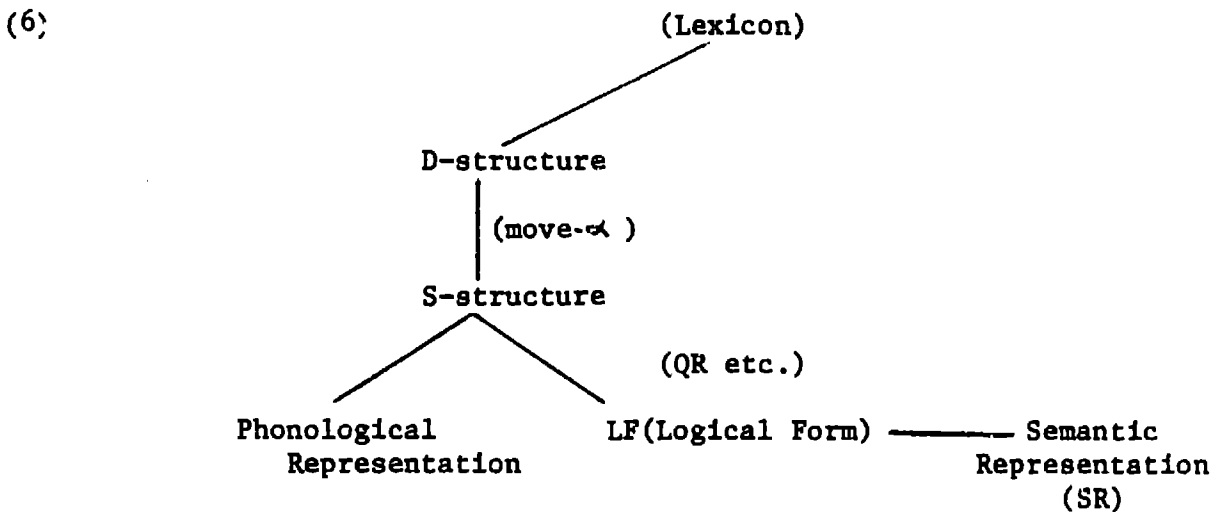 (6)
(Lexicon)
D-structure
(move-α )
S-structure
(QR etc.)
Phonological LF(Logical Form) Semantic
Representation Representation
(SR)